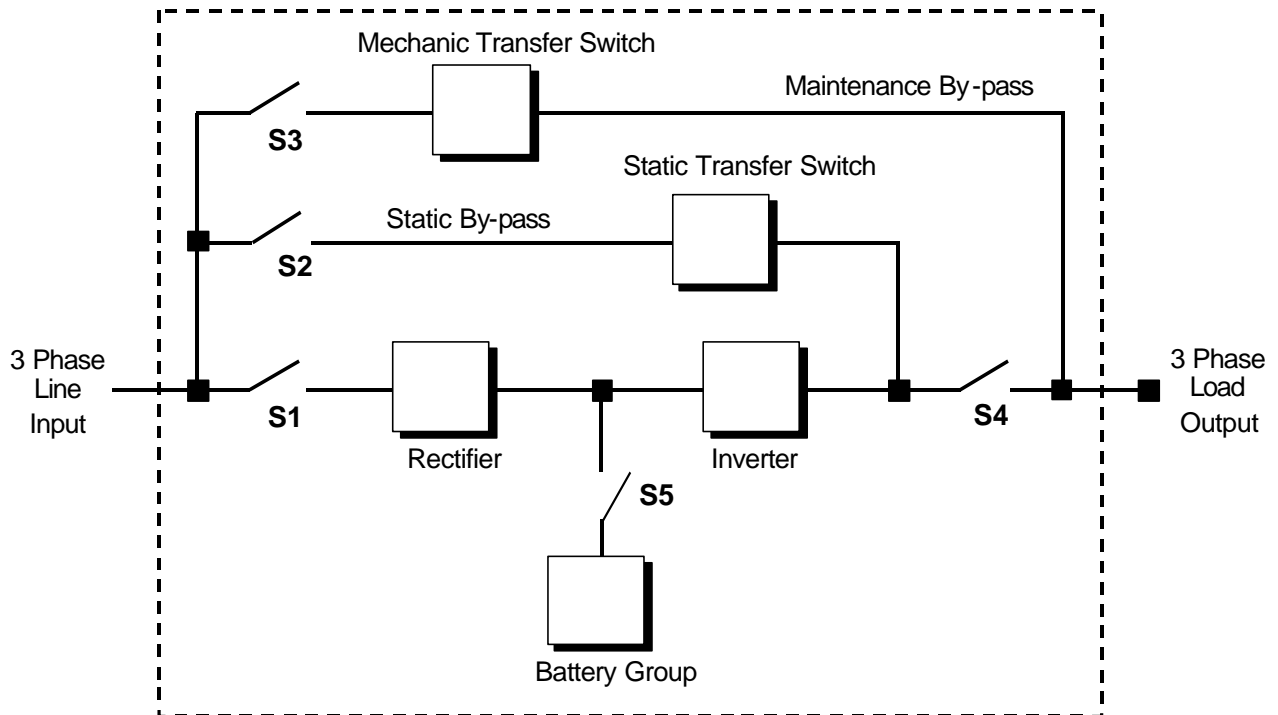 Mechanic Transfer Switch
Maintenance By-pass
S3
Static Transfer Switch
Static By-pass
S2
3 Phase
Line
Input
S1
Rectifier
Inverter
S4
3 Phase
Load
Output
S5
Battery Group